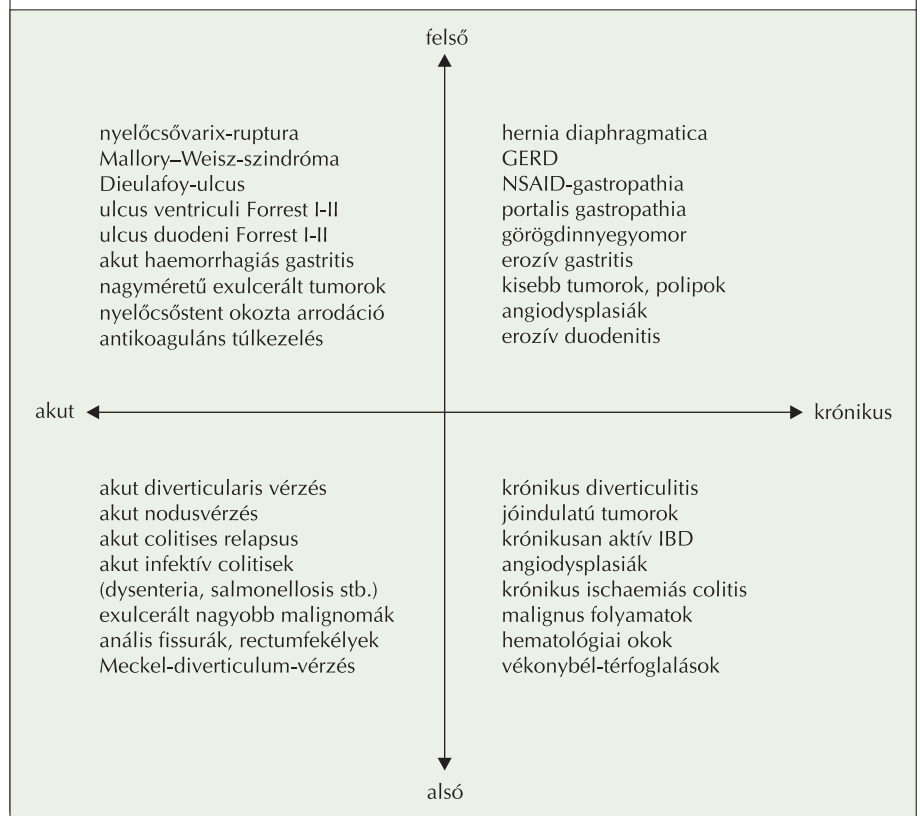 felső
nyelőcsővarix-ruptura
Mallory–Weisz-szindróma
Dieulafoy-ulcus
ulcus ventriculi Forrest I-II
ulcus duodeni Forrest I-II
akut haemorrhagiás gastritis
nagyméretű exulcerált tumorok
nyelőcsőstent okozta arrodáció
antikoaguláns túlkezelés
hernia diaphragmatica
GERD
NSAID-gastropathia
portalis gastropathia
görögdinnyegyomor
erozív gastritis
kisebb tumorok, polipok
angiodysplasiák
erozív duodenitis
akut
krónikus
akut diverticularis vérzés
akut nodusvérzés
akut colitises relapsus
akut infektív colitisek
(dysenteria, salmonellosis stb.)
exulcerált nagyobb malignomák
anális fissurák, rectumfekélyek
Meckel-diverticulum-vérzés
krónikus diverticulitis
jóindulatú tumorok
krónikusan aktív IBD
angiodysplasiák
krónikus ischaemiás colitis
malignus folyamatok
hematológiai okok
vékonybél-térfoglalások
alsó